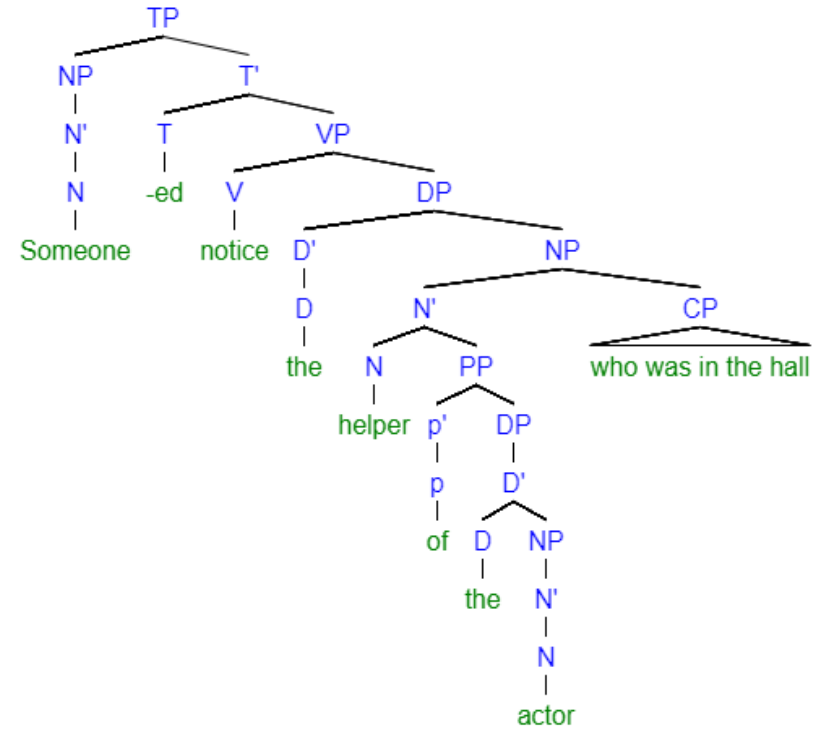 TP
NP T'
N' T VP
N -ed V DP
Someone notice D' NP
D N' CP
the N PP who was in the hall
helper p' DP
p D'
of D NP
the N'
N
actor